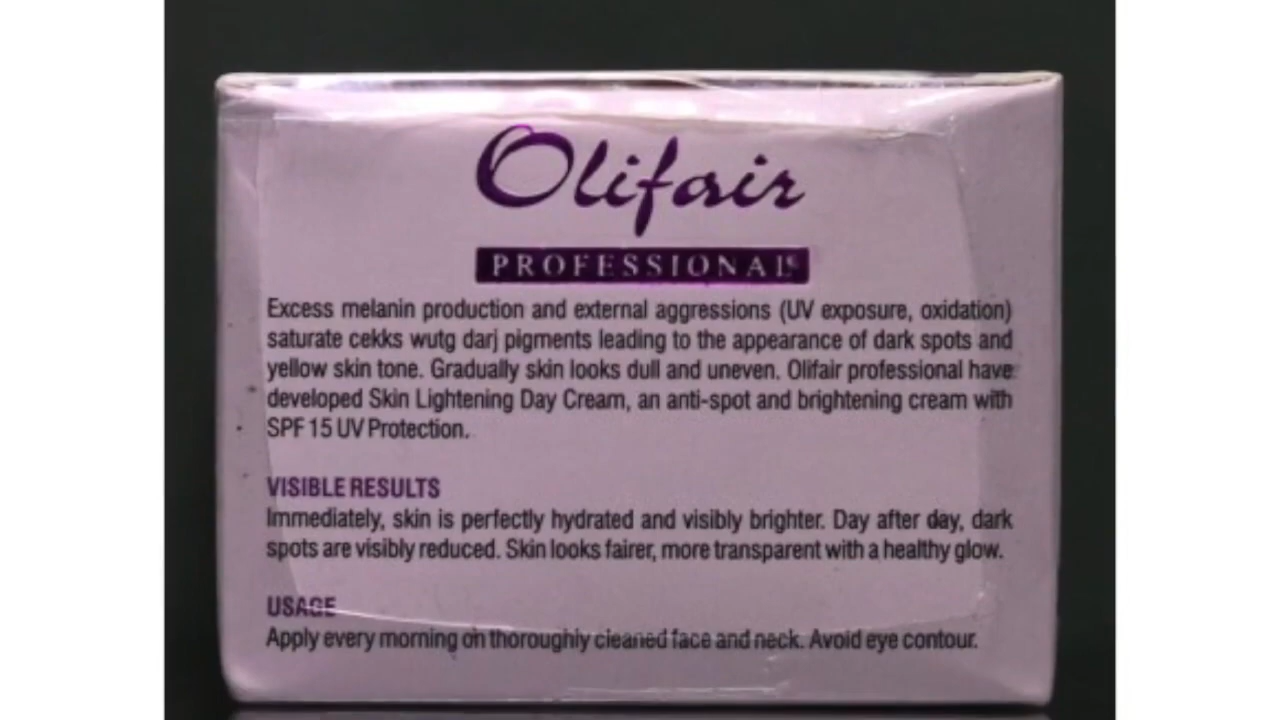 Olifair
PROFESSIONAL
Excess melanin production and external aggressions (UV exposure, oxidation)
saturate cekks wutg darj pigments leading to the appearance of dark spots and
yellow skin tone. Gradually skin looks dull and uneven. Olifair professional have
developed Skin Lightening Day Cream, an anti-spot and brightening cream with
SPF 15 UV Protection.
VISIBLE RESULTS
Immediately, skin is perfectly hydrated and visibly brighter. Day after day, dark
spots are visibly reduced. Skin looks fairer, more transparent with a healthy glow.
USAGE
Apply every morning on thoroughly cleaned face and neck. Avoid eye contour.